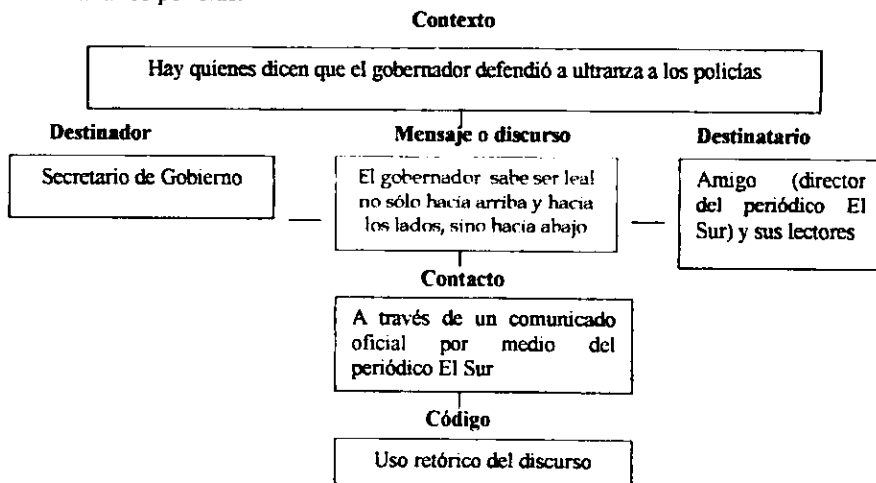 Contexto
Hay quienes dicen que el gobernador defendió a ultranza a los policías
Destinador
Mensaje o discurso
Destinatario
Secretario de Gobierno
El gobernador sabe ser leal
no sólo hacia arriba y hacia
los lados, sino hacia abajo
Amigo (director
del periódico El
Sur) y sus lectores
Contacto
A través de un comunicado
oficial por medio del
periódico El Sur
Código
Uso retórico del discurso